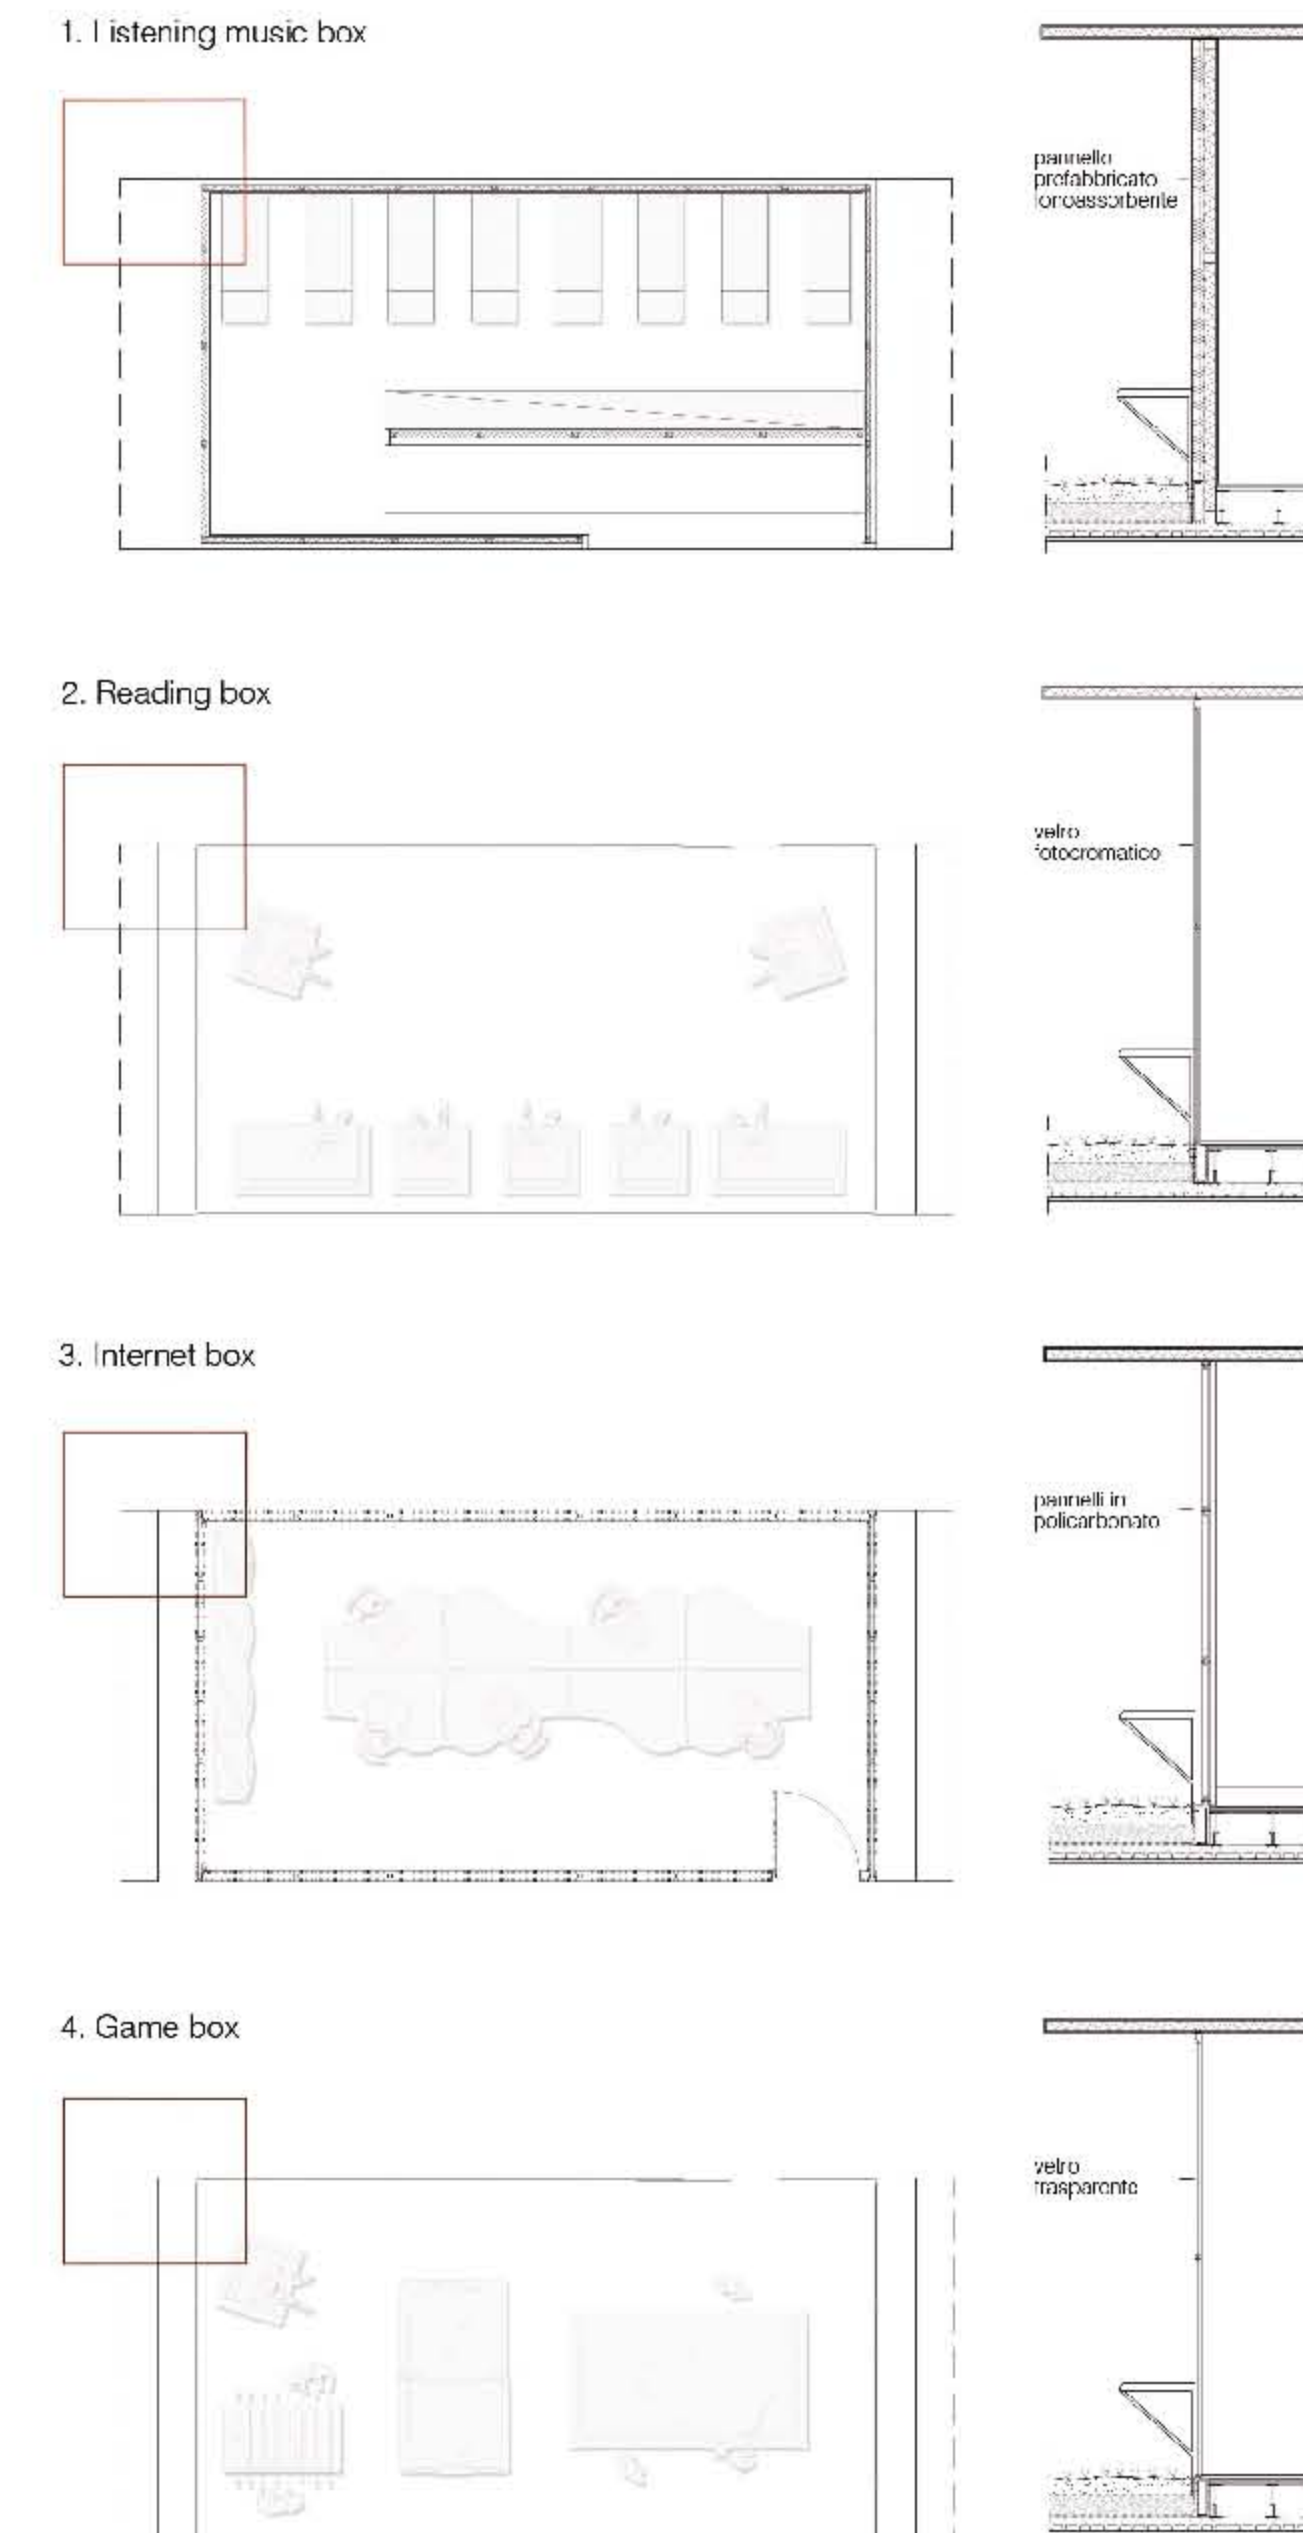 1. Listening music box
pannello
prefabbricato
fonoassorbente
2. Reading box
vetro
fotocromatico
3. Internet box
pannelli in
policarbonato
4. Game box
vetro
trasparente